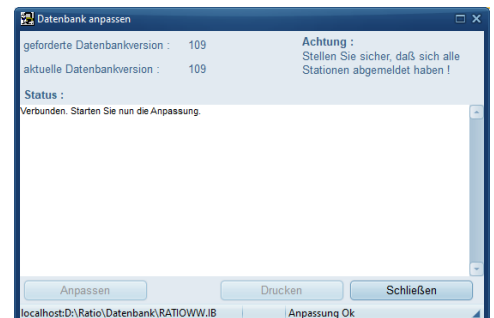 Datenbank anpassen
geforderte Datenbankversion : 109
aktuelle Datenbankversion : 109
Achtung :
Stellen Sie sicher, daß sich alle
Stationen abgemeldet haben !
Status :
Verbunden. Starten Sie nun die Anpassung.
Anpassen Drucken Schließen
localhost:D:\Ratio\Datenbank\RATIOWW.IB Anpassung Ok